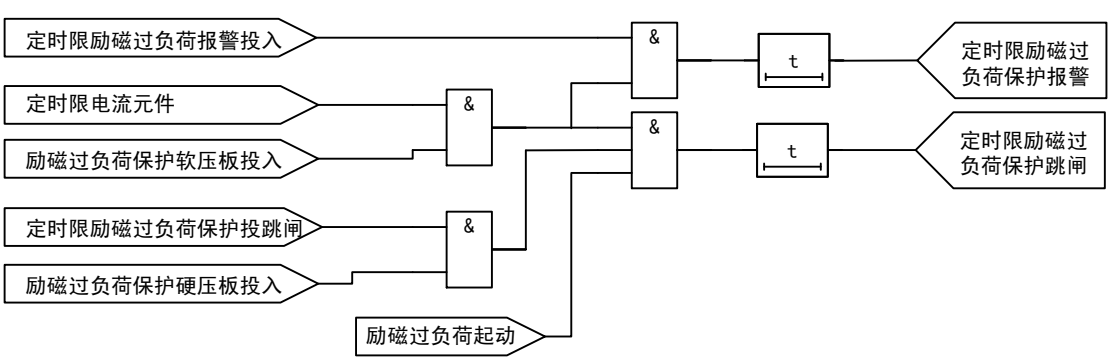 定时限励磁过负荷报警投入
&
t
定时限励磁过
负荷保护报警
定时限电流元件
&
励磁过负荷保护软压板投入
&
t
定时限励磁过
负荷保护跳闸
定时限励磁过负荷保护投跳闸
&
励磁过负荷保护硬压板投入
励磁过负荷起动